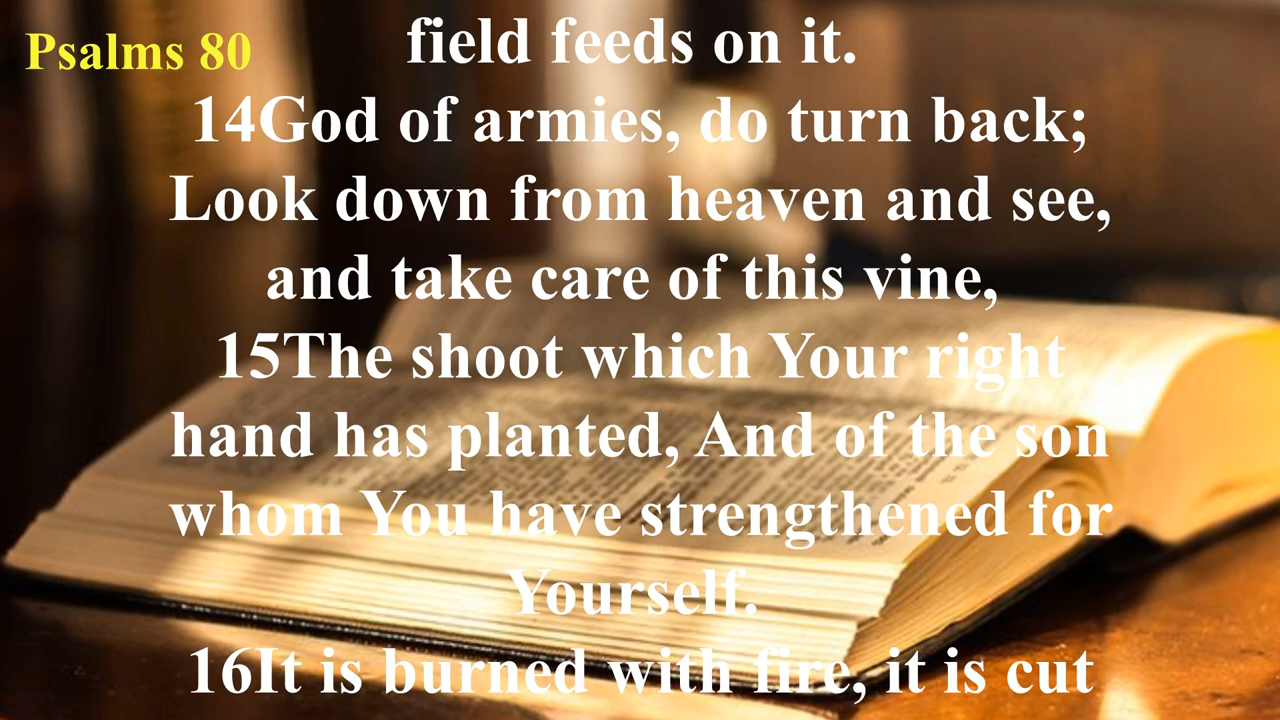 Psalms 80
field feeds on it.
14God of armies, do turn back;
Look down from heaven and see,
and take care of this vine,
15The shoot which Your right
hand has planted, And of the son
whom You have strengthened for
Yourself.
16It is burned with fire, it is cut